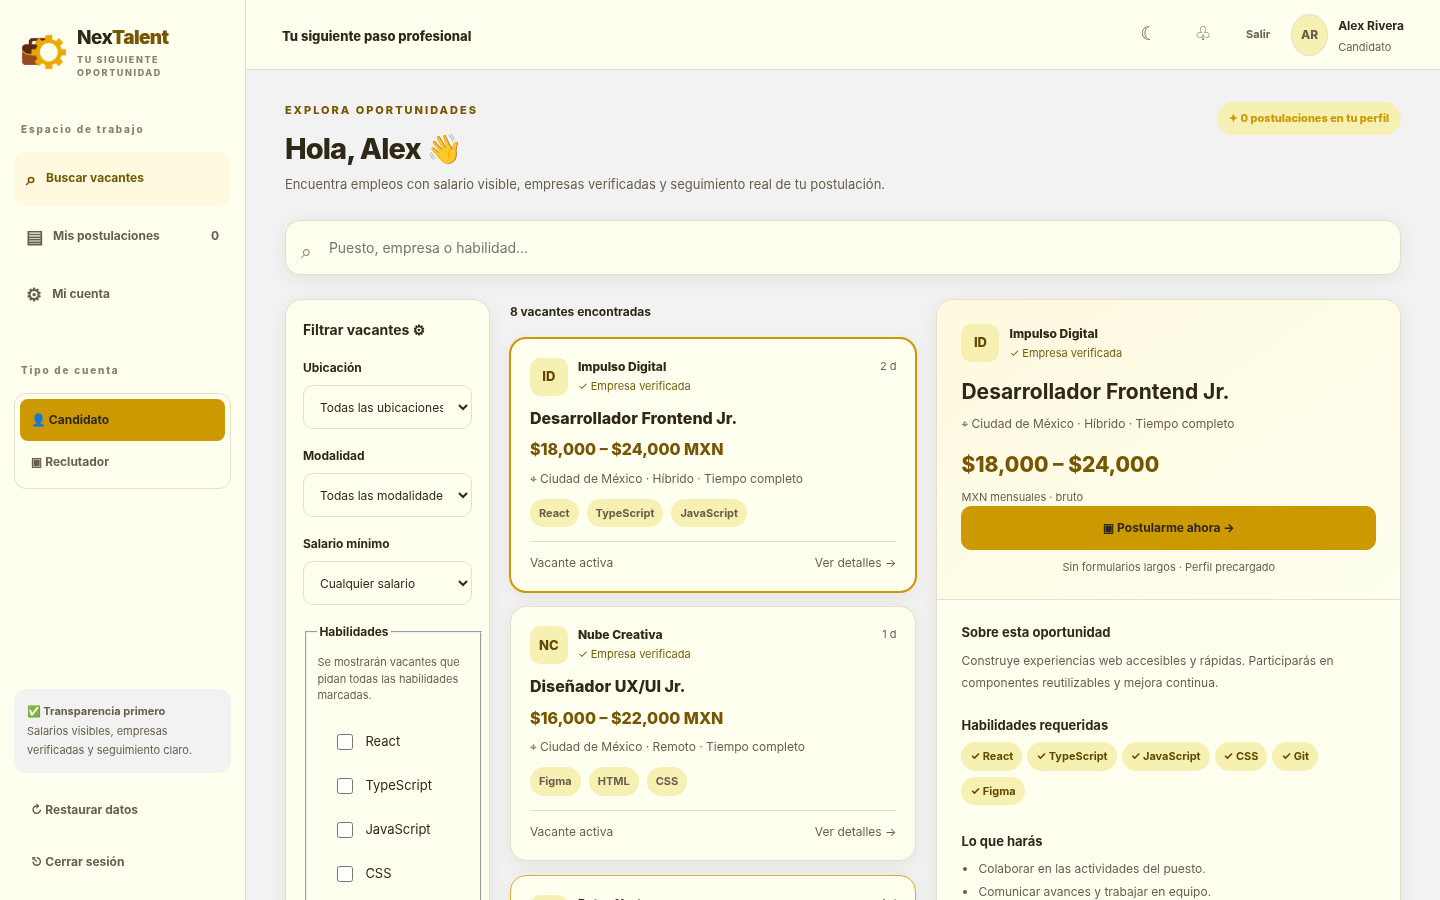 NexTalent
TU SIGUIENTE
OPORTUNIDAD
Espacio de trabajo
Buscar vacantes
Mis postulaciones 0
Mi cuenta
Tipo de cuenta
Candidato
Reclutador
✅ Transparencia primero
Salarios visibles, empresas
verificadas y seguimiento claro.
↻ Restaurar datos
Cerrar sesión
Tu siguiente paso profesional
Salir
AR
Alex Rivera
Candidato
EXPLORA OPORTUNIDADES
Hola, Alex 👋
Encuentra empleos con salario visible, empresas verificadas y seguimiento real de tu postulación.
✦ 0 postulaciones en tu perfil
Puesto, empresa o habilidad...
Filtrar vacantes ⚙
Ubicación
Todas las ubicaciones
Modalidad
Todas las modalidade
Salario mínimo
Cualquier salario
Habilidades
Se mostrarán vacantes que
pidan todas las habilidades
marcadas.
React
TypeScript
JavaScript
CSS
8 vacantes encontradas
ID
Impulso Digital
2 d
✓ Empresa verificada
Desarrollador Frontend Jr.
$18,000 – $24,000 MXN
⌖ Ciudad de México · Híbrido · Tiempo completo
React TypeScript JavaScript
Vacante activa Ver detalles →
NC
Nube Creativa
1 d
✓ Empresa verificada
Diseñador UX/UI Jr.
$16,000 – $22,000 MXN
⌖ Ciudad de México · Remoto · Tiempo completo
Figma HTML CSS
Vacante activa Ver detalles →
ID
Impulso Digital
✓ Empresa verificada
Desarrollador Frontend Jr.
⌖ Ciudad de México · Híbrido · Tiempo completo
$18,000 – $24,000
MXN mensuales · bruto
▣ Postularme ahora →
Sin formularios largos · Perfil precargado
Sobre esta oportunidad
Construye experiencias web accesibles y rápidas. Participarás en
componentes reutilizables y mejora continua.
Habilidades requeridas
✓ React ✓ TypeScript ✓ JavaScript ✓ CSS ✓ Git
✓ Figma
Lo que harás
• Colaborar en las actividades del puesto.
• Comunicar avances y trabajar en equipo.